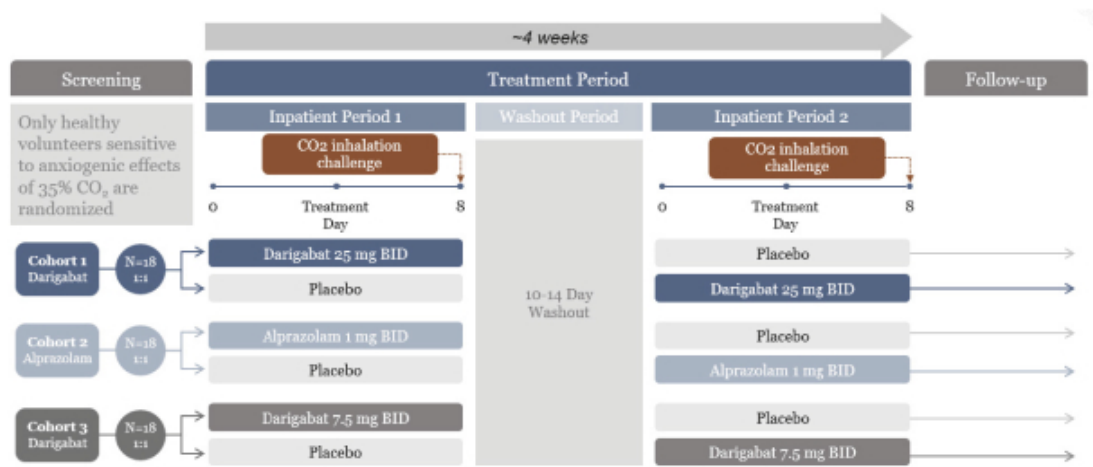 ~4 weeks
Screening
Treatment Period
Follow-up
Only healthy
volunteers sensitive
to anxiogenic effects
of 35% CO₂ are
randomized
Inpatient Period 1
Washout Period
Inpatient Period 2
CO2 inhalation
challenge
CO2 inhalation
challenge
0
Treatment
Day
8
0
Treatment
Day
8
Cohort 1
Darigabat
N=18
1:1
Darigabat 25 mg BID
Placebo
Placebo
Darigabat 25 mg BID
10-14 Day
Washout
Cohort 2
Alprazolam
N=18
1:1
Alprazolam 1 mg BID
Placebo
Placebo
Alprazolam 1 mg BID
Cohort 3
Darigabat
N=18
1:1
Darigabat 7.5 mg BID
Placebo
Placebo
Darigabat 7.5 mg BID